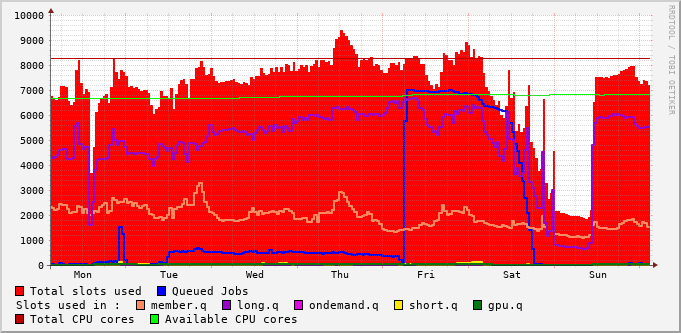 10000
9000
8000
7000
6000
5000
4000
3000
2000
1000
0
Mon Tue Wed Thu Fri Sat Sun
RRDTOOL / TOBI OETIKER
Total slots used Queued Jobs
Slots used in : member.q long.q ondemand.q short.q gpu.q
Total CPU cores Available CPU cores